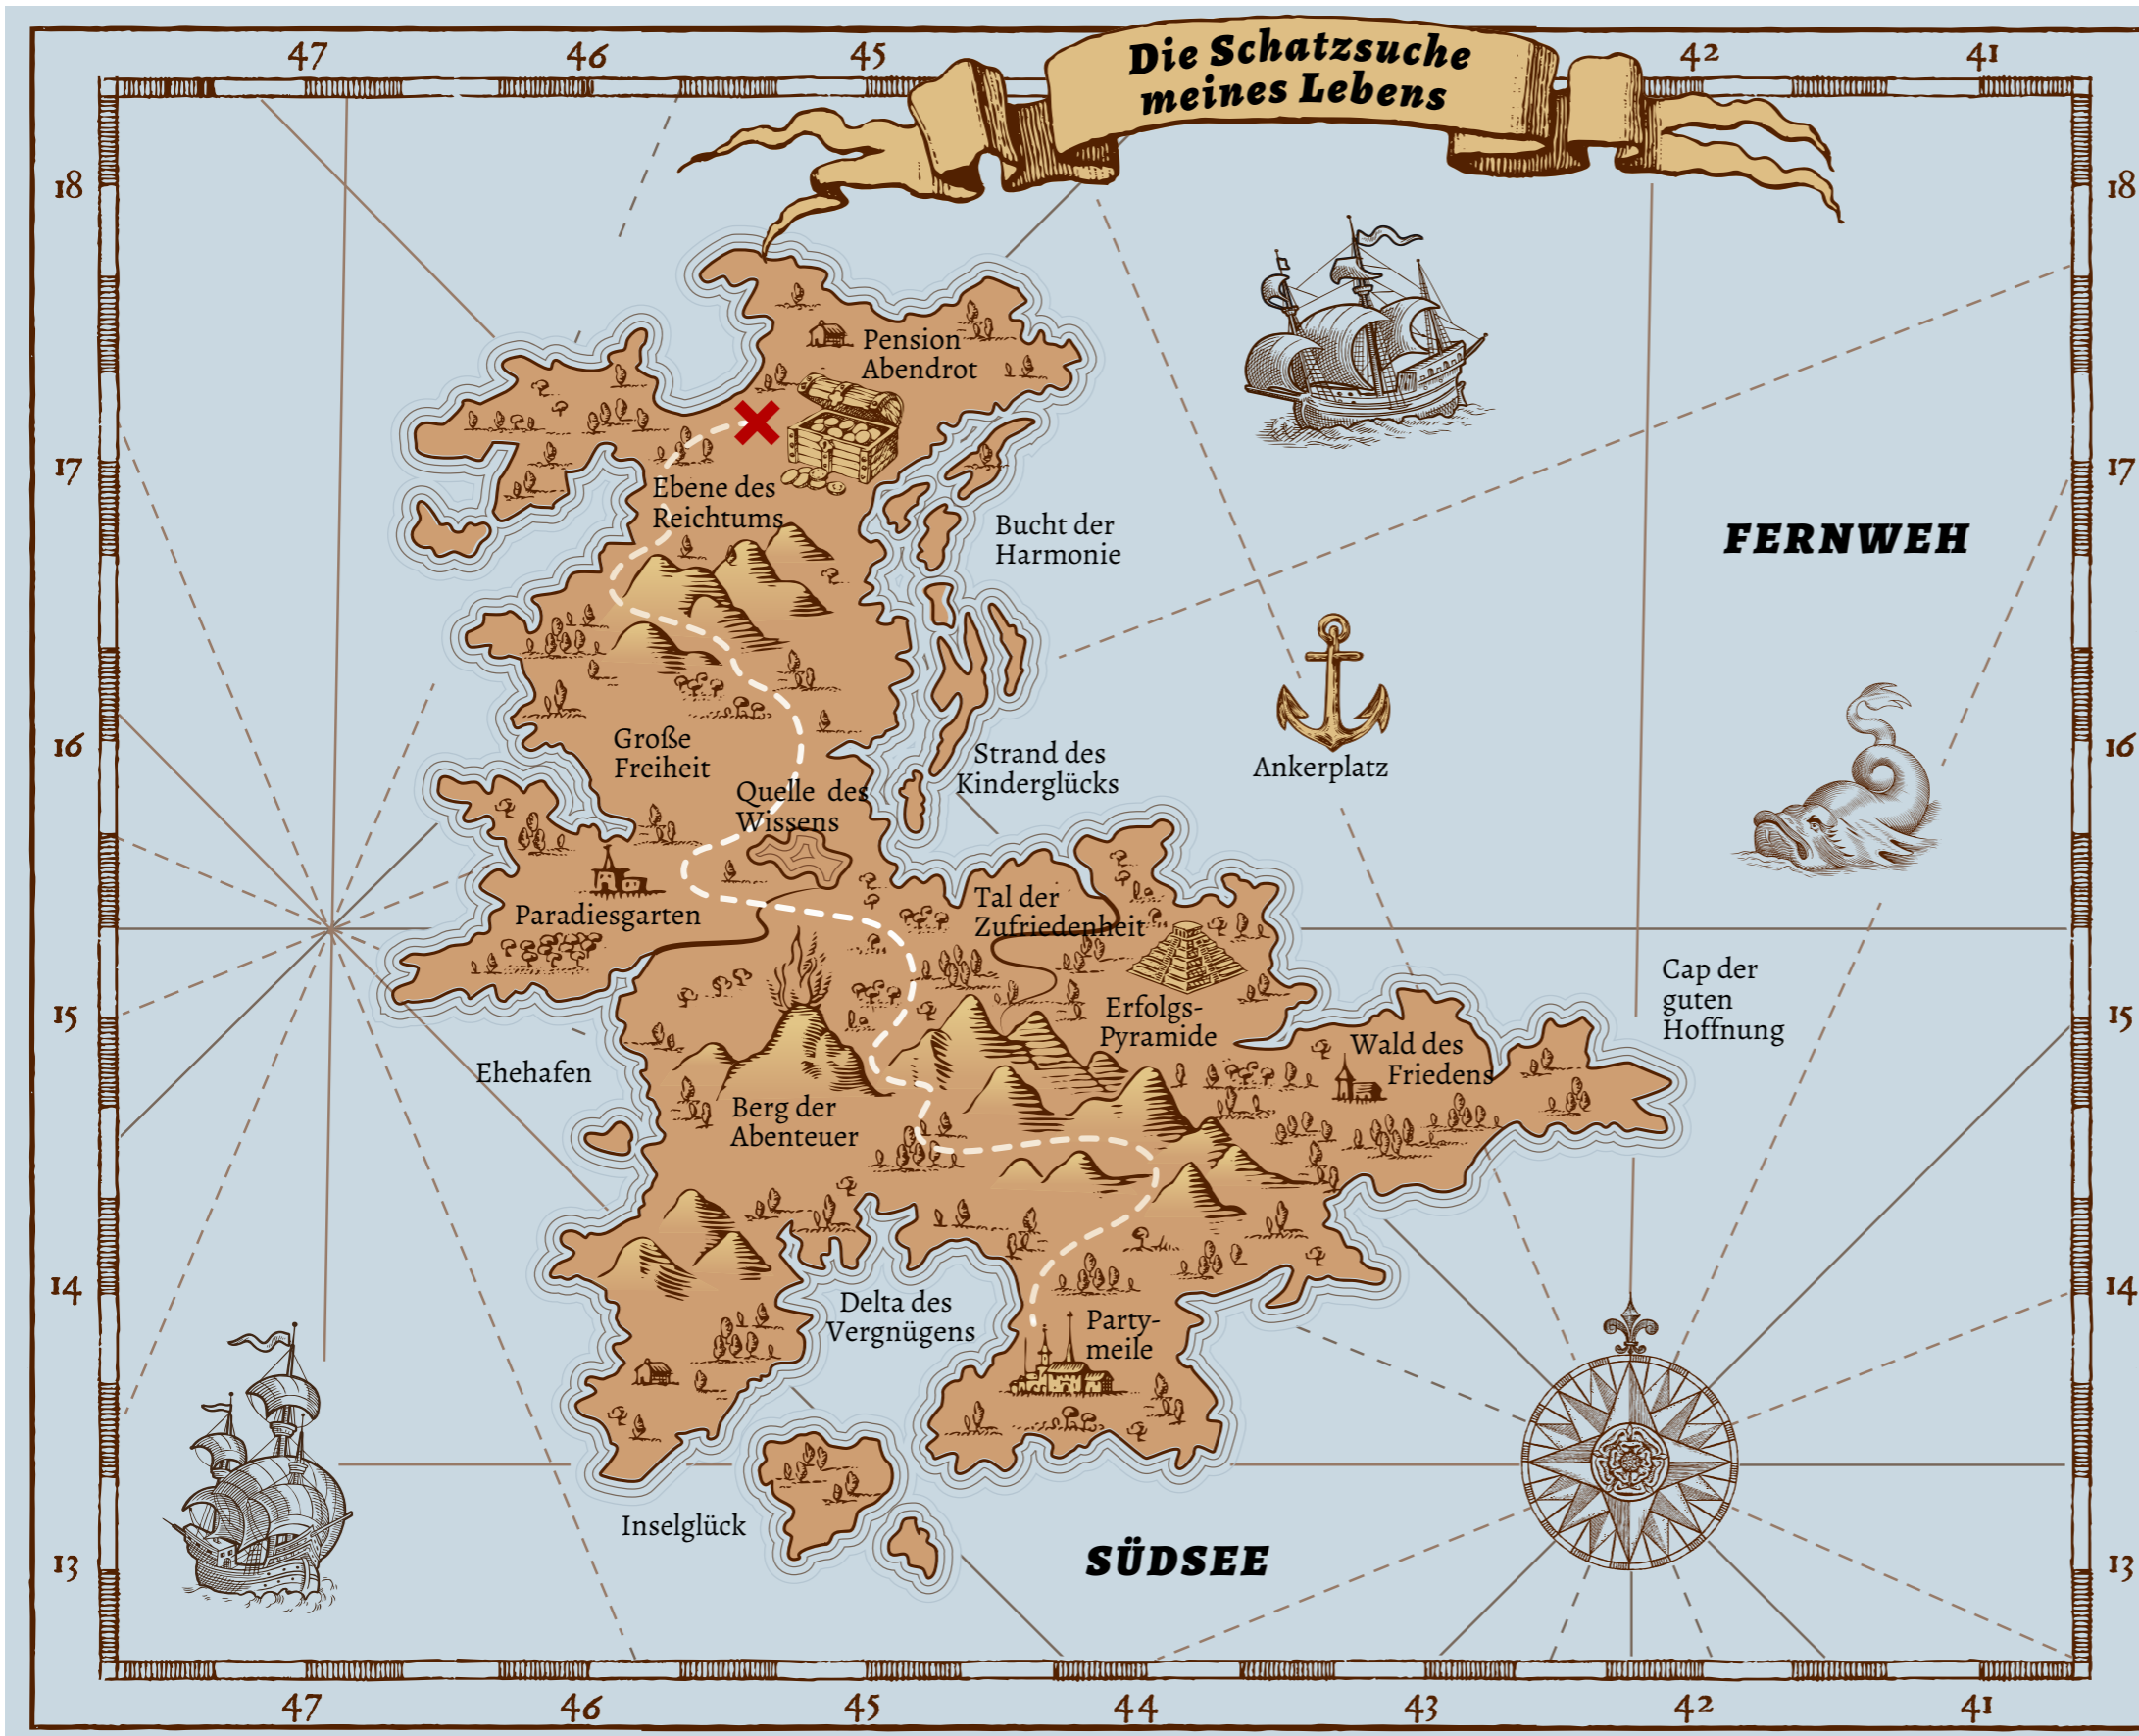 Die Schatzsuche
meines Lebens
47 46 45 42 41
18 18
Pension
Abendrot
17 17
Ebene des
Reichtums
Bucht der
Harmonie
FERNWEH
16 16
Große
Freiheit
Strand des
Kinderglücks
Ankerplatz
Quelle des
Wissens
Paradiesgarten
Tal der
Zufriedenheit
15 15
Cap der
guten
Hoffnung
Erfolgs-
Pyramide
Wald des
Friedens
Ehehafen
Berg der
Abenteuer
14 14
Delta des
Vergnügens
Party-
meile
Inselglück
SÜDSEE
13 13
47 46 45 44 43 42 41